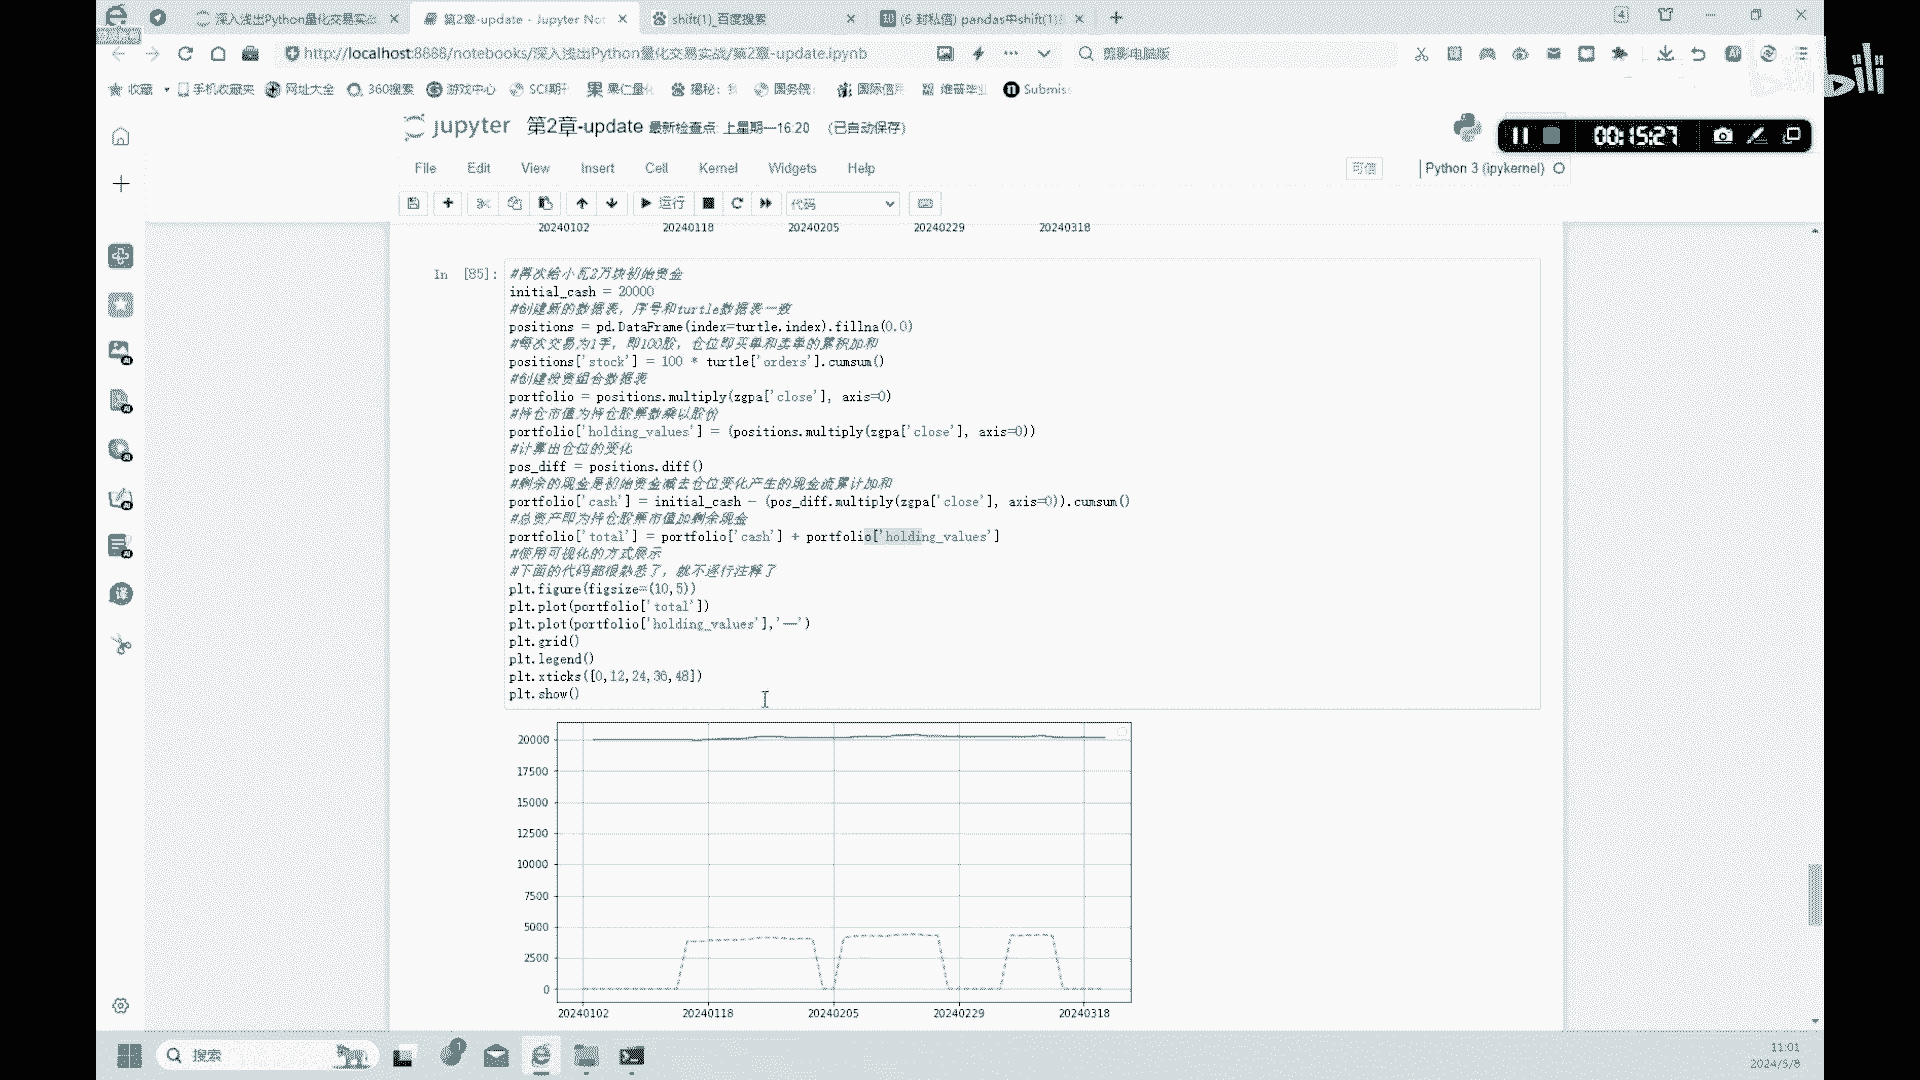 深入浅出Python量化交易实战
第2章-update - Jupyter Not
shift(1)_百度搜索
(6 封私信) pandas中shift(1)
4
http://localhost:8888/notebooks/深入浅出Python量化交易实战/第2章-update.ipynb
剪影电脑版
bili
收藏 手机收藏夹 网址大全 360搜索 游戏中心 SCI期刊 果仁量化 揭秘: 国务院 国际信用 维普毕业 Submis
jupyter 第2章-update 最新检查点: 上星期一16:20 (已自动保存)
00:15:27
File Edit View Insert Cell Kernel Widgets Help
可信 Python 3 (ipykernel)
运行 代码
20240102 20240118 20240205 20240229 20240318
In [85]:
#再次给小瓦2万块初始资金
initial_cash = 20000
#创建新的数据表，序号和turtle数据表一致
positions = pd.DataFrame(index=turtle.index).fillna(0.0)
#每次交易为1手，即100股，仓位即买单和卖单的累积加和
positions['stock'] = 100 * turtle['orders'].cumsum()
#创建投资组合数据表
portfolio = positions.multiply(zgpa['close'], axis=0)
#持仓市值为持仓股票数乘以股价
portfolio['holding_values'] = (positions.multiply(zgpa['close'], axis=0))
#计算出仓位的变化
pos_diff = positions.diff()
#剩余的现金是初始资金减去仓位变化产生的现金流累计加和
portfolio['cash'] = initial_cash - (pos_diff.multiply(zgpa['close'], axis=0)).cumsum()
#总资产即为持仓股票市值加剩余现金
portfolio['total'] = portfolio['cash'] + portfolio['holding_values']
#使用可视化的方式展示
#下面的代码都很熟悉了，就不逐行注释了
plt.figure(figsize=(10,5))
plt.plot(portfolio['total'])
plt.plot(portfolio['holding_values'],'--')
plt.grid()
plt.legend()
plt.xticks([0,12,24,36,48])
plt.show()
20000
17500
15000
12500
10000
7500
5000
2500
0
20240102 20240118 20240205 20240229 20240318
搜索
1
11:01
2024/5/8